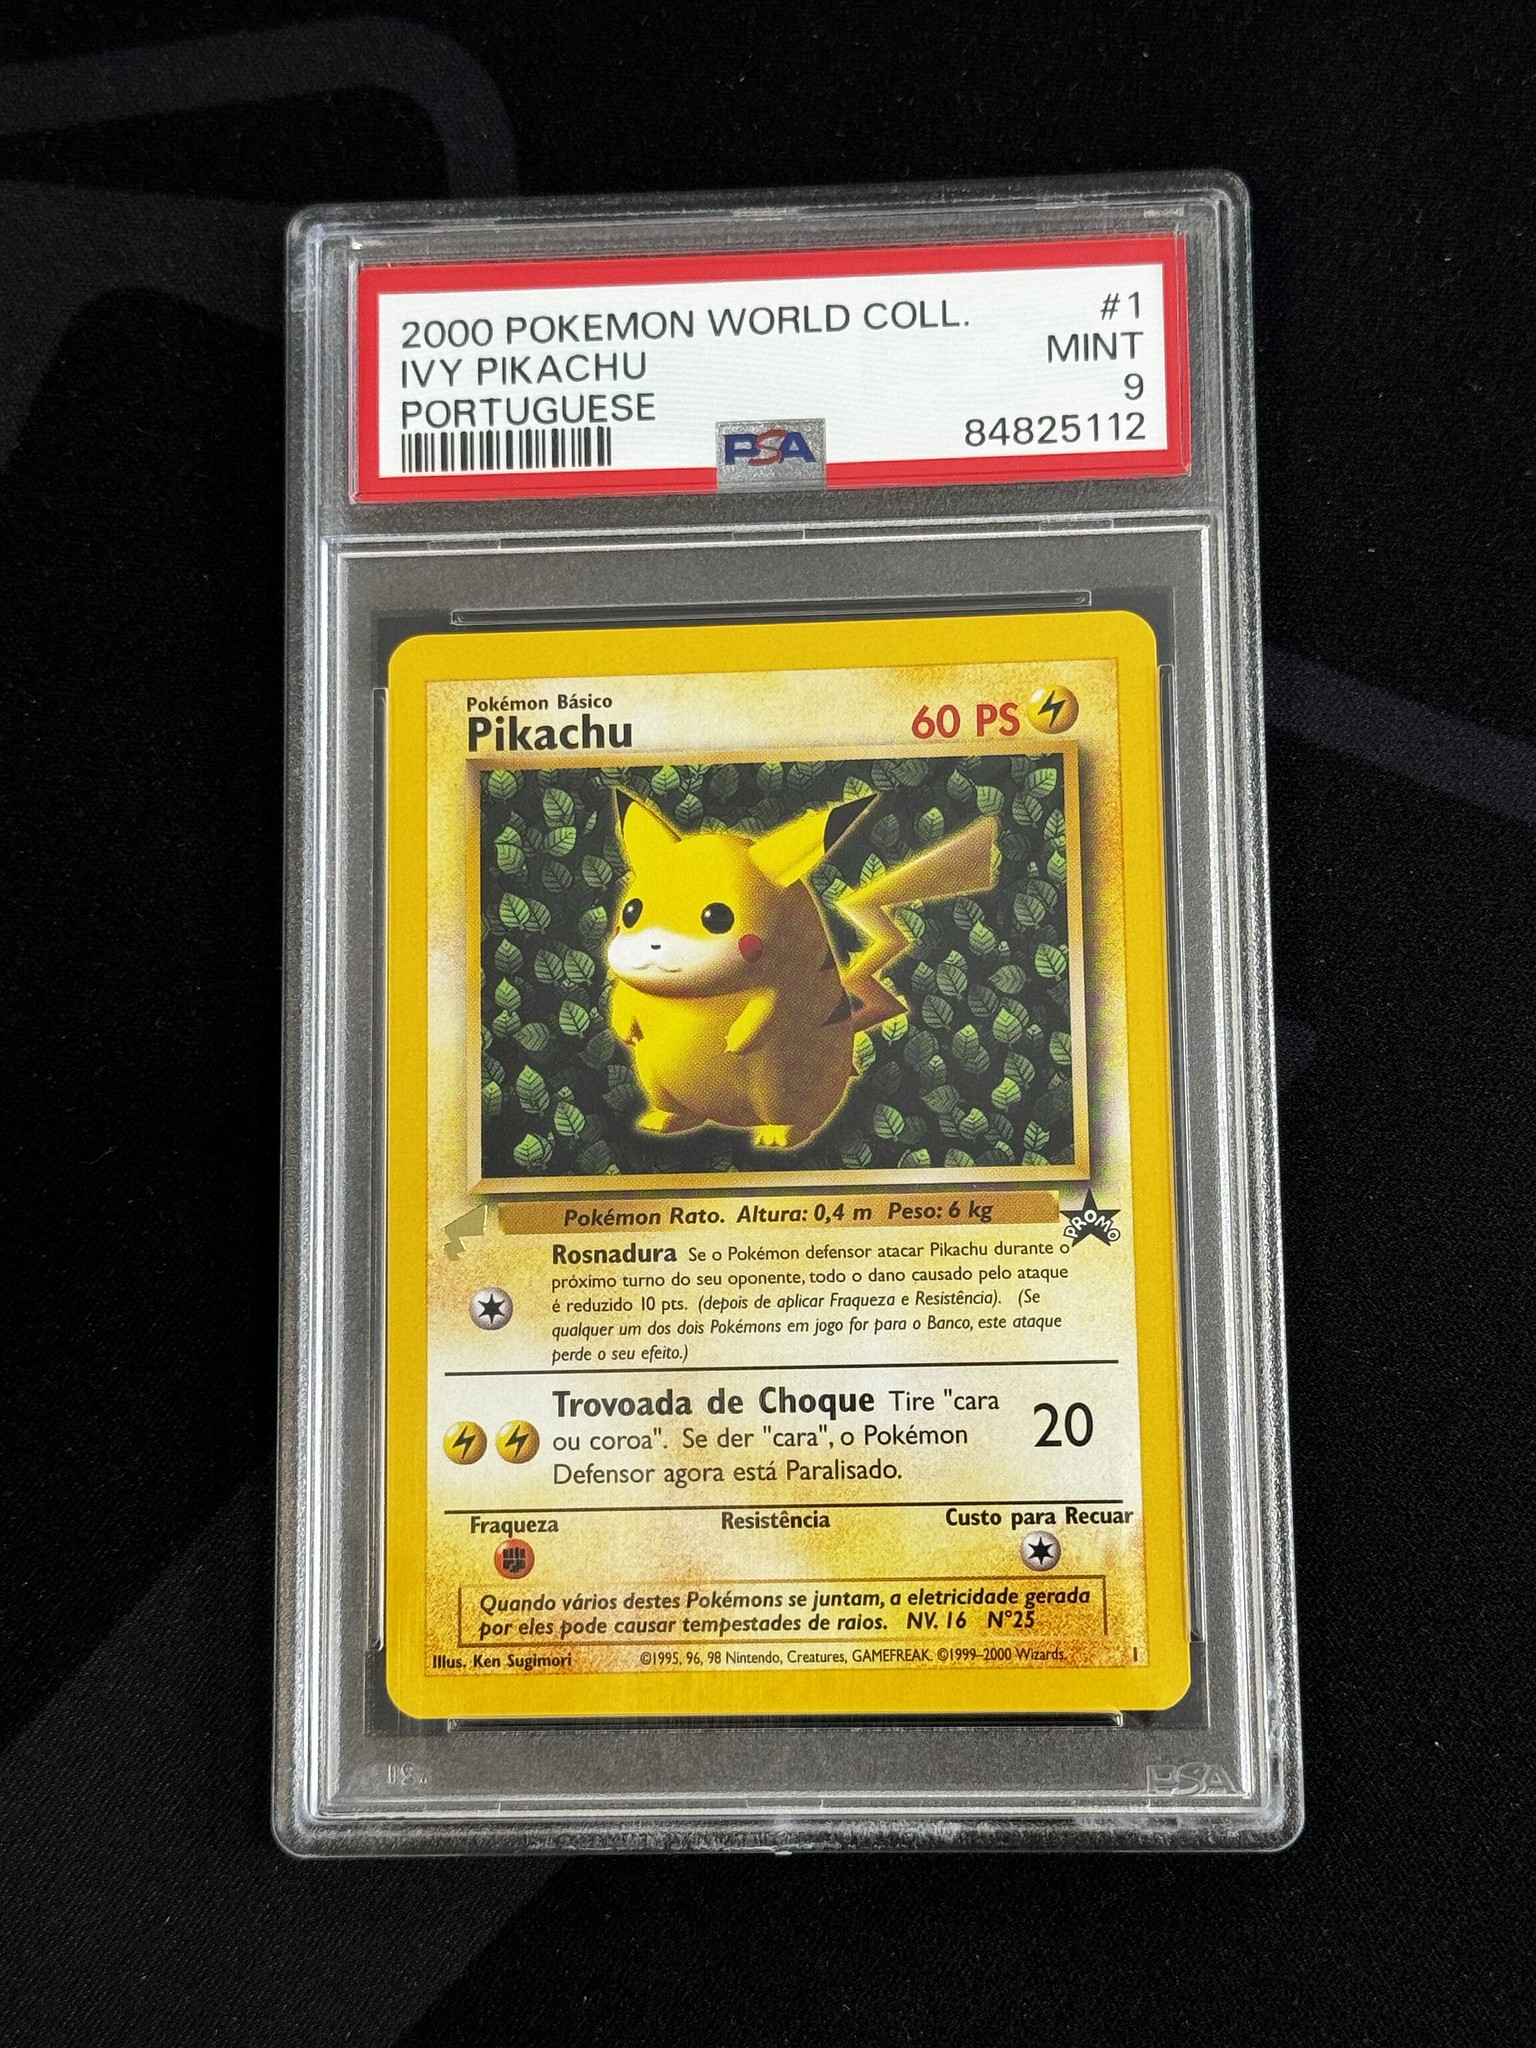 2000 POKEMON WORLD COLL. #1
IVY PIKACHU MINT
PORTUGUESE 9
84825112
PSA
Pokémon Básico
Pikachu 60 PS
Pokémon Rato. Altura: 0,4 m Peso: 6 kg
PROMO
Rosnadura Se o Pokémon defensor atacar Pikachu durante o
próximo turno do seu oponente, todo o dano causado pelo ataque
é reduzido 10 pts. (depois de aplicar Fraqueza e Resistência). (Se
qualquer um dos dois Pokémons em jogo for para o Banco, este ataque
perde o seu efeito.)
Trovoada de Choque Tire "cara
ou coroa". Se der "cara", o Pokémon 20
Defensor agora está Paralisado.
Fraqueza Resistência Custo para Recuar
Quando vários destes Pokémons se juntam, a eletricidade gerada
por eles pode causar tempestades de raios. NV. 16 N°25
Illus. Ken Sugimori ©1995, 96, 98 Nintendo, Creatures, GAMEFREAK. ©1999–2000 Wizards. 1
PSA